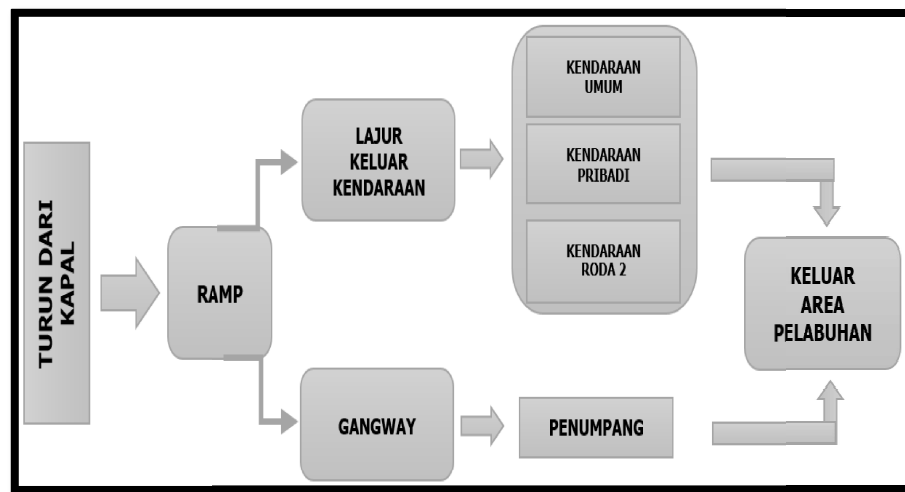 TURUN DARI
KAPAL
RAMP
LAJUR
KELUAR
KENDARAAN
KENDARAAN
UMUM
KENDARAAN
PRIBADI
KENDARAAN
RODA 2
GANGWAY
PENUMPANG
KELUAR
AREA
PELABUHAN